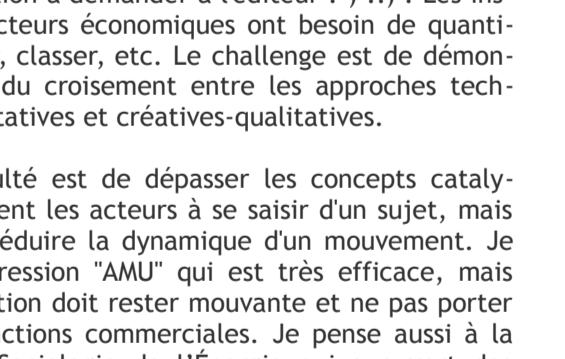 à demander à l'éditeur
cteurs économiques ont besoin de quanti-
, classer, etc. Le challenge est de démon-
du croisement entre les approches tech-
tatives et créatives-qualitatives.
ulté est de dépasser les concepts cataly-
ent les acteurs à se saisir d'un sujet, mais
éduire la dynamique d'un mouvement. Je
ression "AMU" qui est très efficace, mais
tion doit rester mouvante et ne pas porter
ctions commerciales. Je pense aussi à la